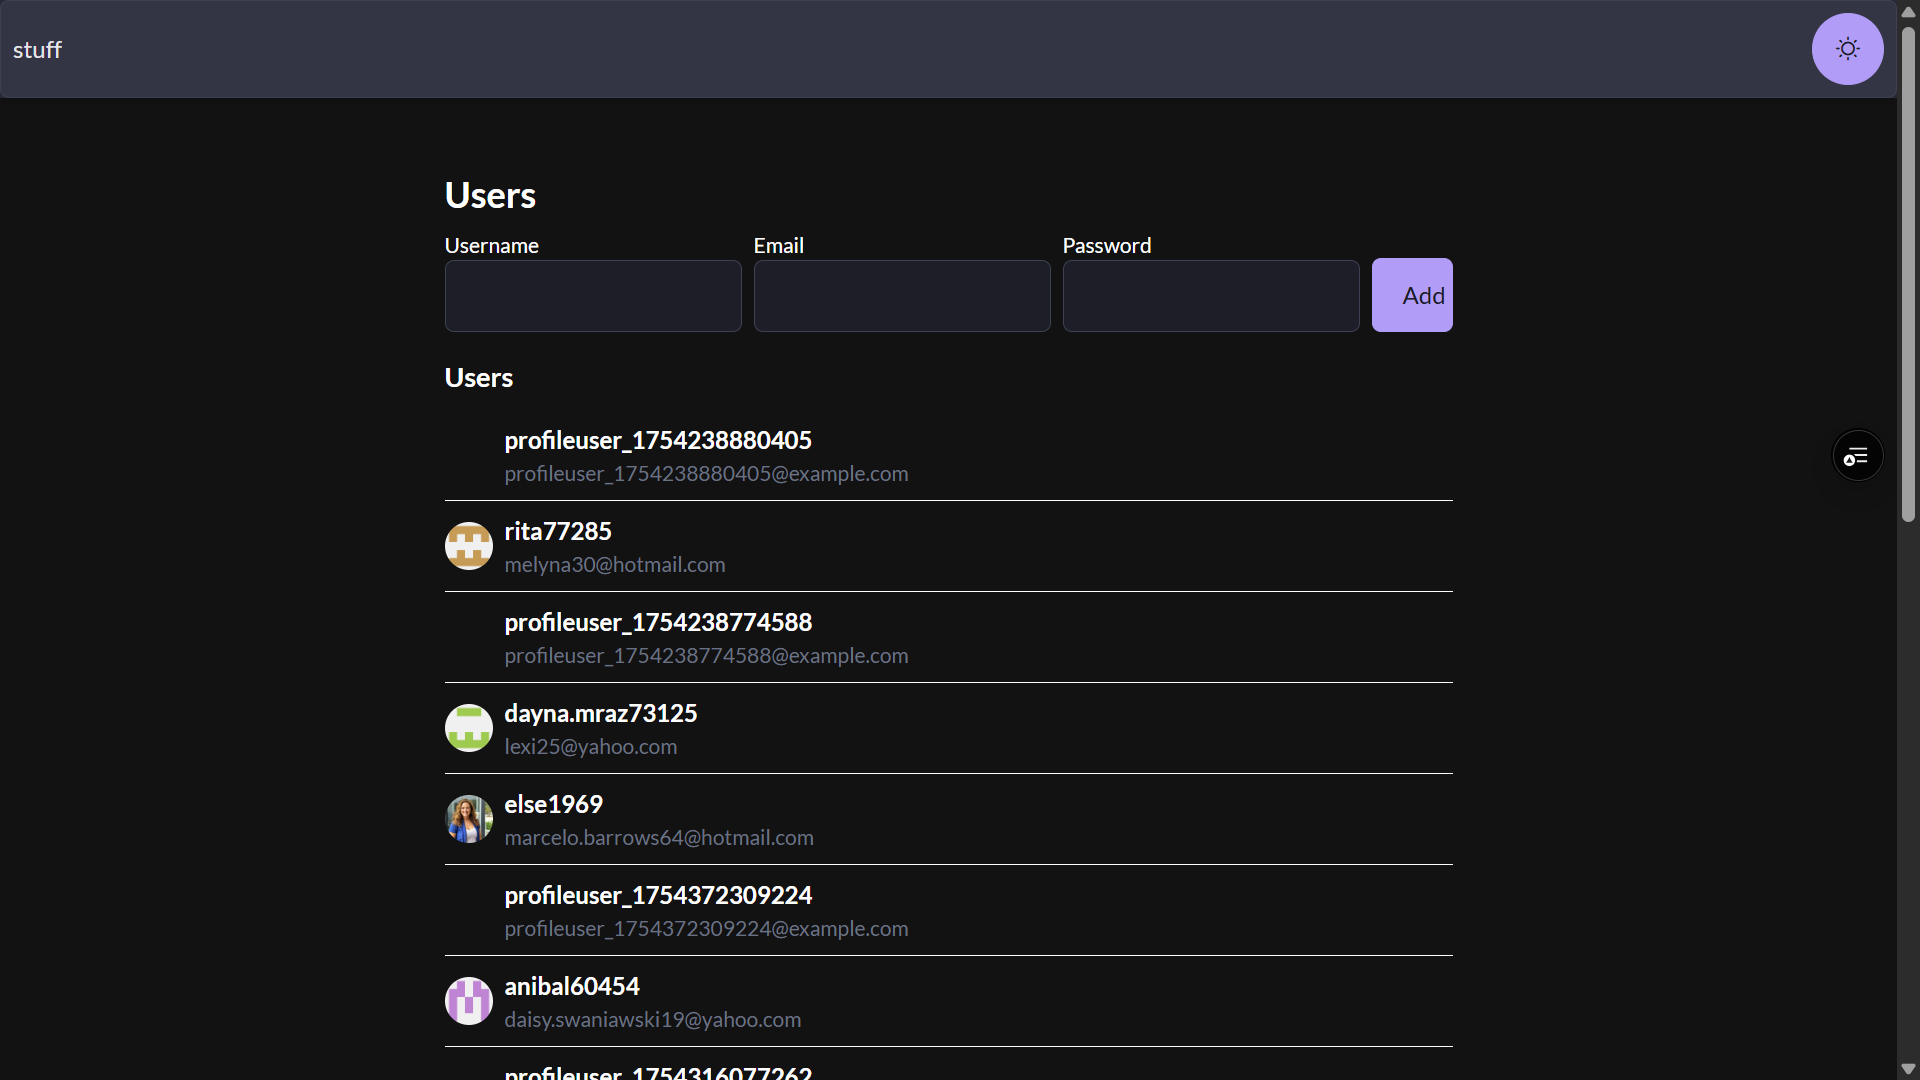 stuff
Users
Username Email Password
Add
Users
profileuser_1754238880405
profileuser_1754238880405@example.com
rita77285
melyna30@hotmail.com
profileuser_1754238774588
profileuser_1754238774588@example.com
dayna.mraz73125
lexi25@yahoo.com
else1969
marcelo.barrows64@hotmail.com
profileuser_1754372309224
profileuser_1754372309224@example.com
anibal60454
daisy.swaniawski19@yahoo.com
profileuser_1754316077262